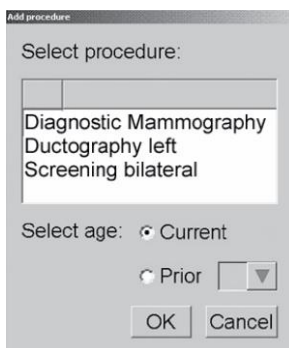 Add procedure
Select procedure:
Diagnostic Mammography
Ductography left
Screening bilateral
Select age: Current
Prior
OK Cancel